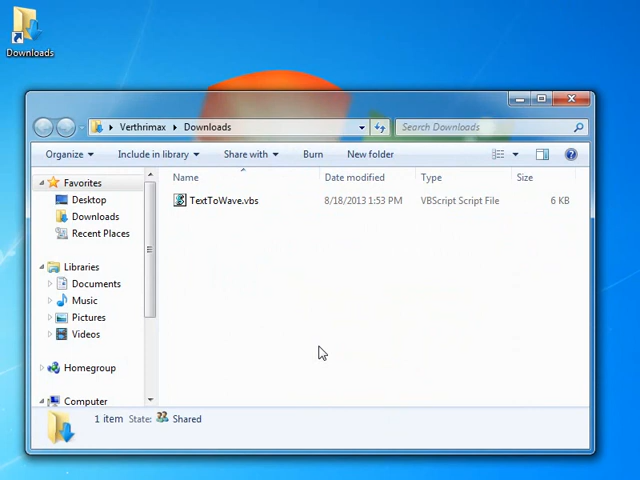 Downloads
Verthrimax Downloads Search Downloads
Organize Include in library Share with Burn New folder
Favorites Name Date modified Type Size
Desktop TextToWave.vbs 8/18/2013 1:53 PM VBScript Script File 6 KB
Downloads
Recent Places
Libraries
Documents
Music
Pictures
Videos
Homegroup
Computer
1 item State: Shared